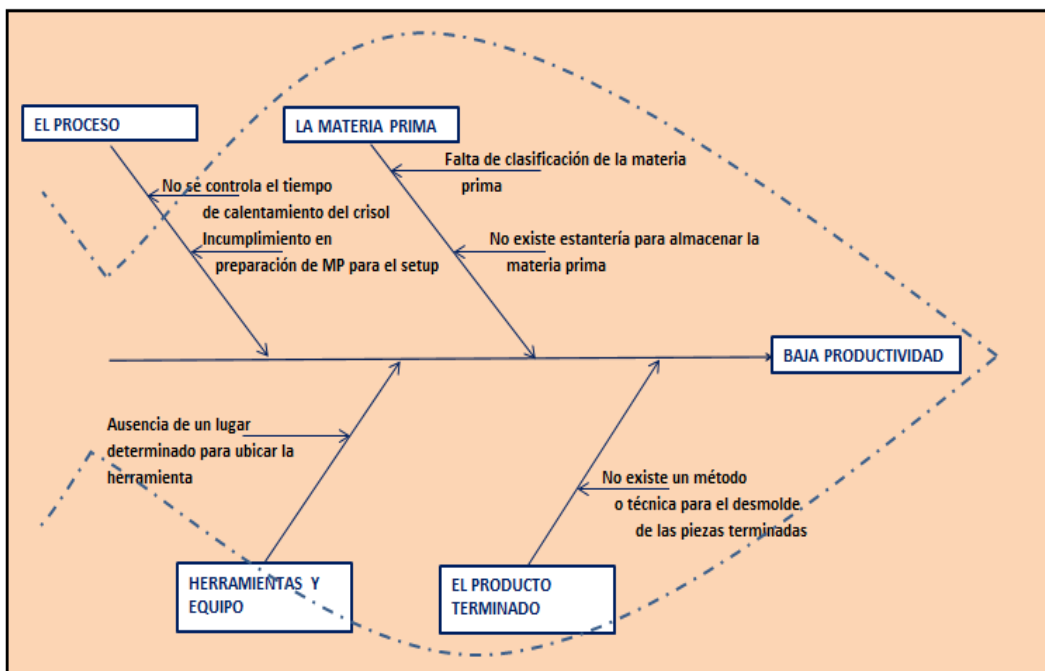 EL PROCESO
LA MATERIA PRIMA
No se controla el tiempo
de calentamiento del crisol
Incumplimiento en
preparación de MP para el setup
Falta de clasificación de la materia
prima
No existe estantería para almacenar la
materia prima
BAJA PRODUCTIVIDAD
Ausencia de un lugar
determinado para ubicar la
herramienta
No existe un método
o técnica para el desmolde
de las piezas terminadas
HERRAMIENTAS Y
EQUIPO
EL PRODUCTO
TERMINADO